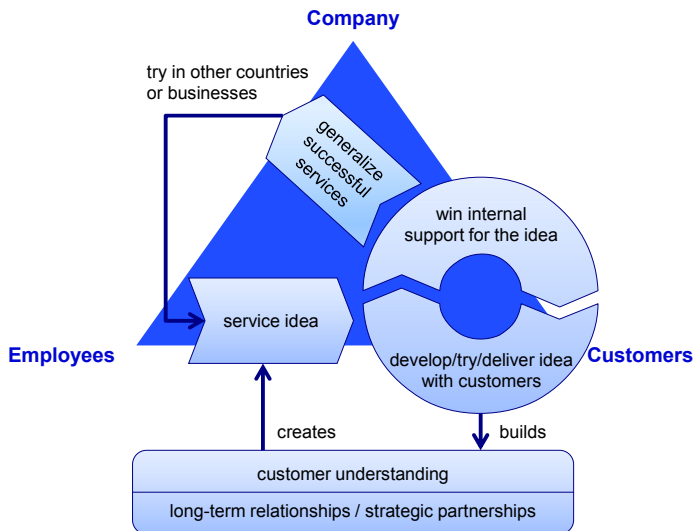 Company
try in other countries
or businesses
generalize
successful
services
win internal
support for the idea
service idea
Employees
develop/try/deliver idea
with customers
Customers
creates
builds
customer understanding
long-term relationships / strategic partnerships